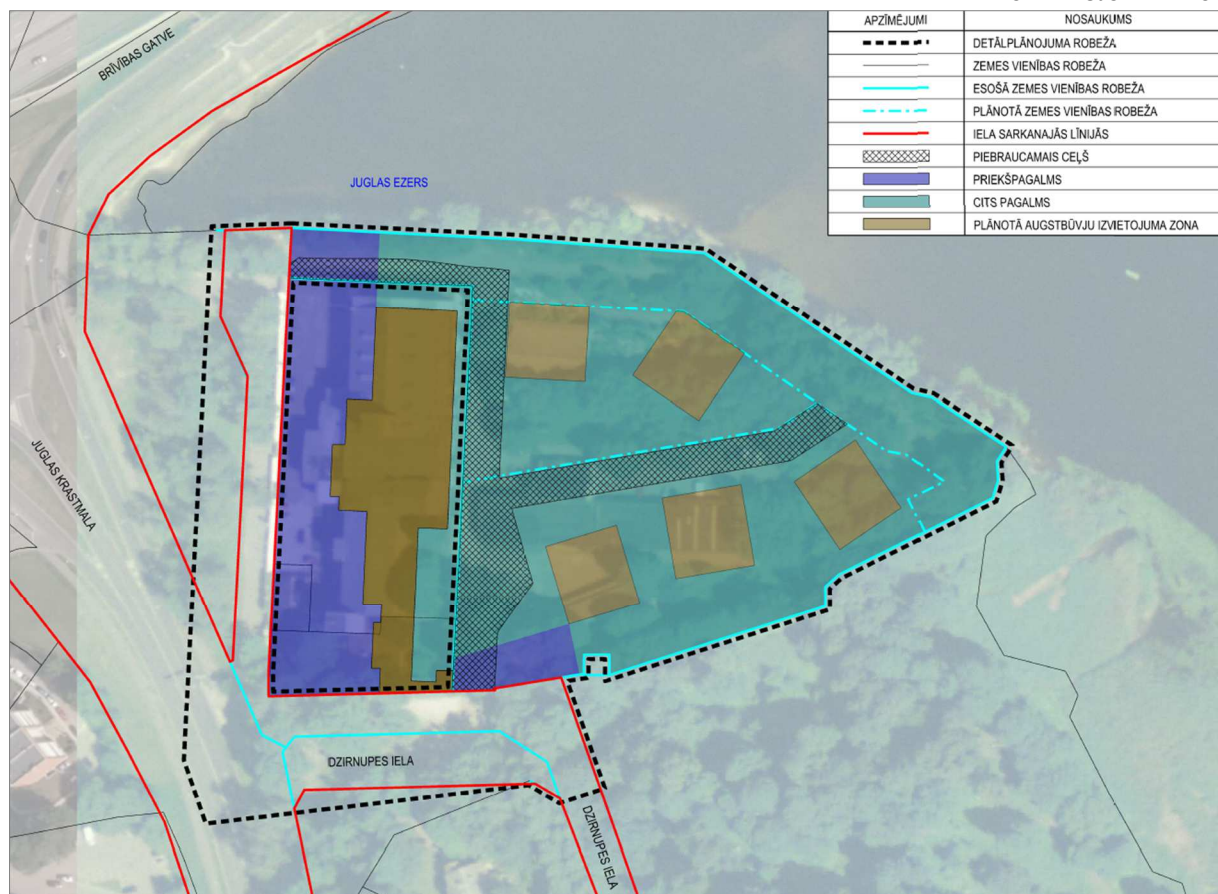 APZĪMĒJUMI NOSAUKUMS
DETĀLPLĀNOJUMA ROBEŽA
ZEMES VIENĪBAS ROBEŽA
ESOŠĀ ZEMES VIENĪBAS ROBEŽA
PLĀNOTĀ ZEMES VIENĪBAS ROBEŽA
IELA SARKANAJĀS LĪNIJĀS
PIEBRAUCAMAIS CEĻŠ
PRIEKŠPAGALMS
CITS PAGALMS
PLĀNOTĀ AUGSTBŪVJU IZVIETOJUMA ZONA
BRĪVĪBAS GATVE
JUGLAS EZERS
JUGLAS KRASTMALA
DZIRNUPES IELA
DZIRNUPES IELA